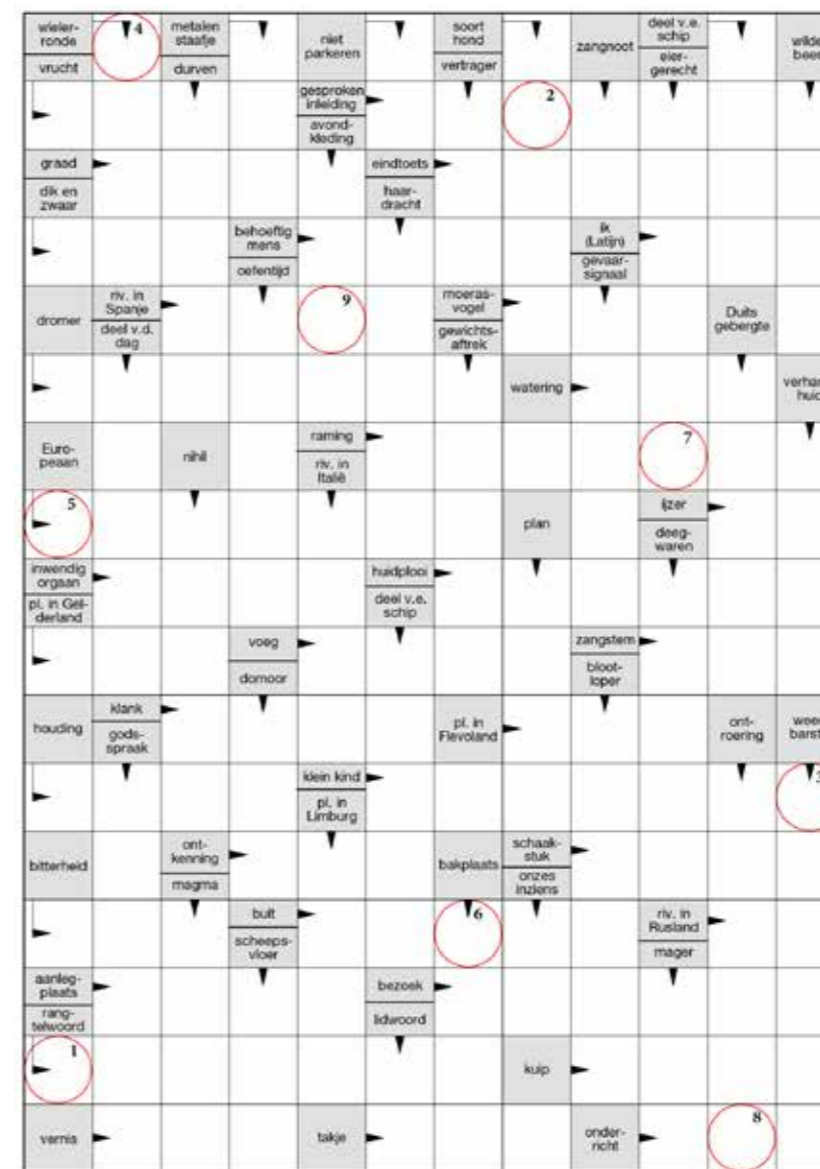 wieler-
ronde
vrucht
4
metalen
staafje
durven
niet
parkeren
soort
hond
vertrager
zangnoot
deel v.e.
schip
eier-
gerecht
gesproken
inleiding
avond-
kleding
2
graad
dik en
zwaar
eindtoets
haar-
dracht
behoeftig
mens
oefentijd
ik
(Latijn)
gevaar-
signaal
dromer
riv. in
Spanje
deel v.d.
dag
9
moeras-
vogel
gewichts-
aftrek
Duits
gebergte
watering
Euro-
peaan
nihil
raming
riv. in
Italië
7
5
plan
ijzer
deeg-
waren
inwendig
orgaan
pl. in Gel-
derland
huidplooi
deel v.e.
schip
voeg
domoor
zangstem
bloot-
loper
houding
klank
gods-
spraak
pl. in
Flevoland
ont-
roering
klein kind
pl. in
Limburg
bitterheid
ont-
kenning
magma
bakplaats
schaak-
stuk
onzes
inziens
buit
scheeps-
vloer
6
riv. in
Rusland
mager
aanleg-
plaats
rang-
telwoord
bezoek
lidwoord
1
kuip
vernis
takje
onder-
richt
8